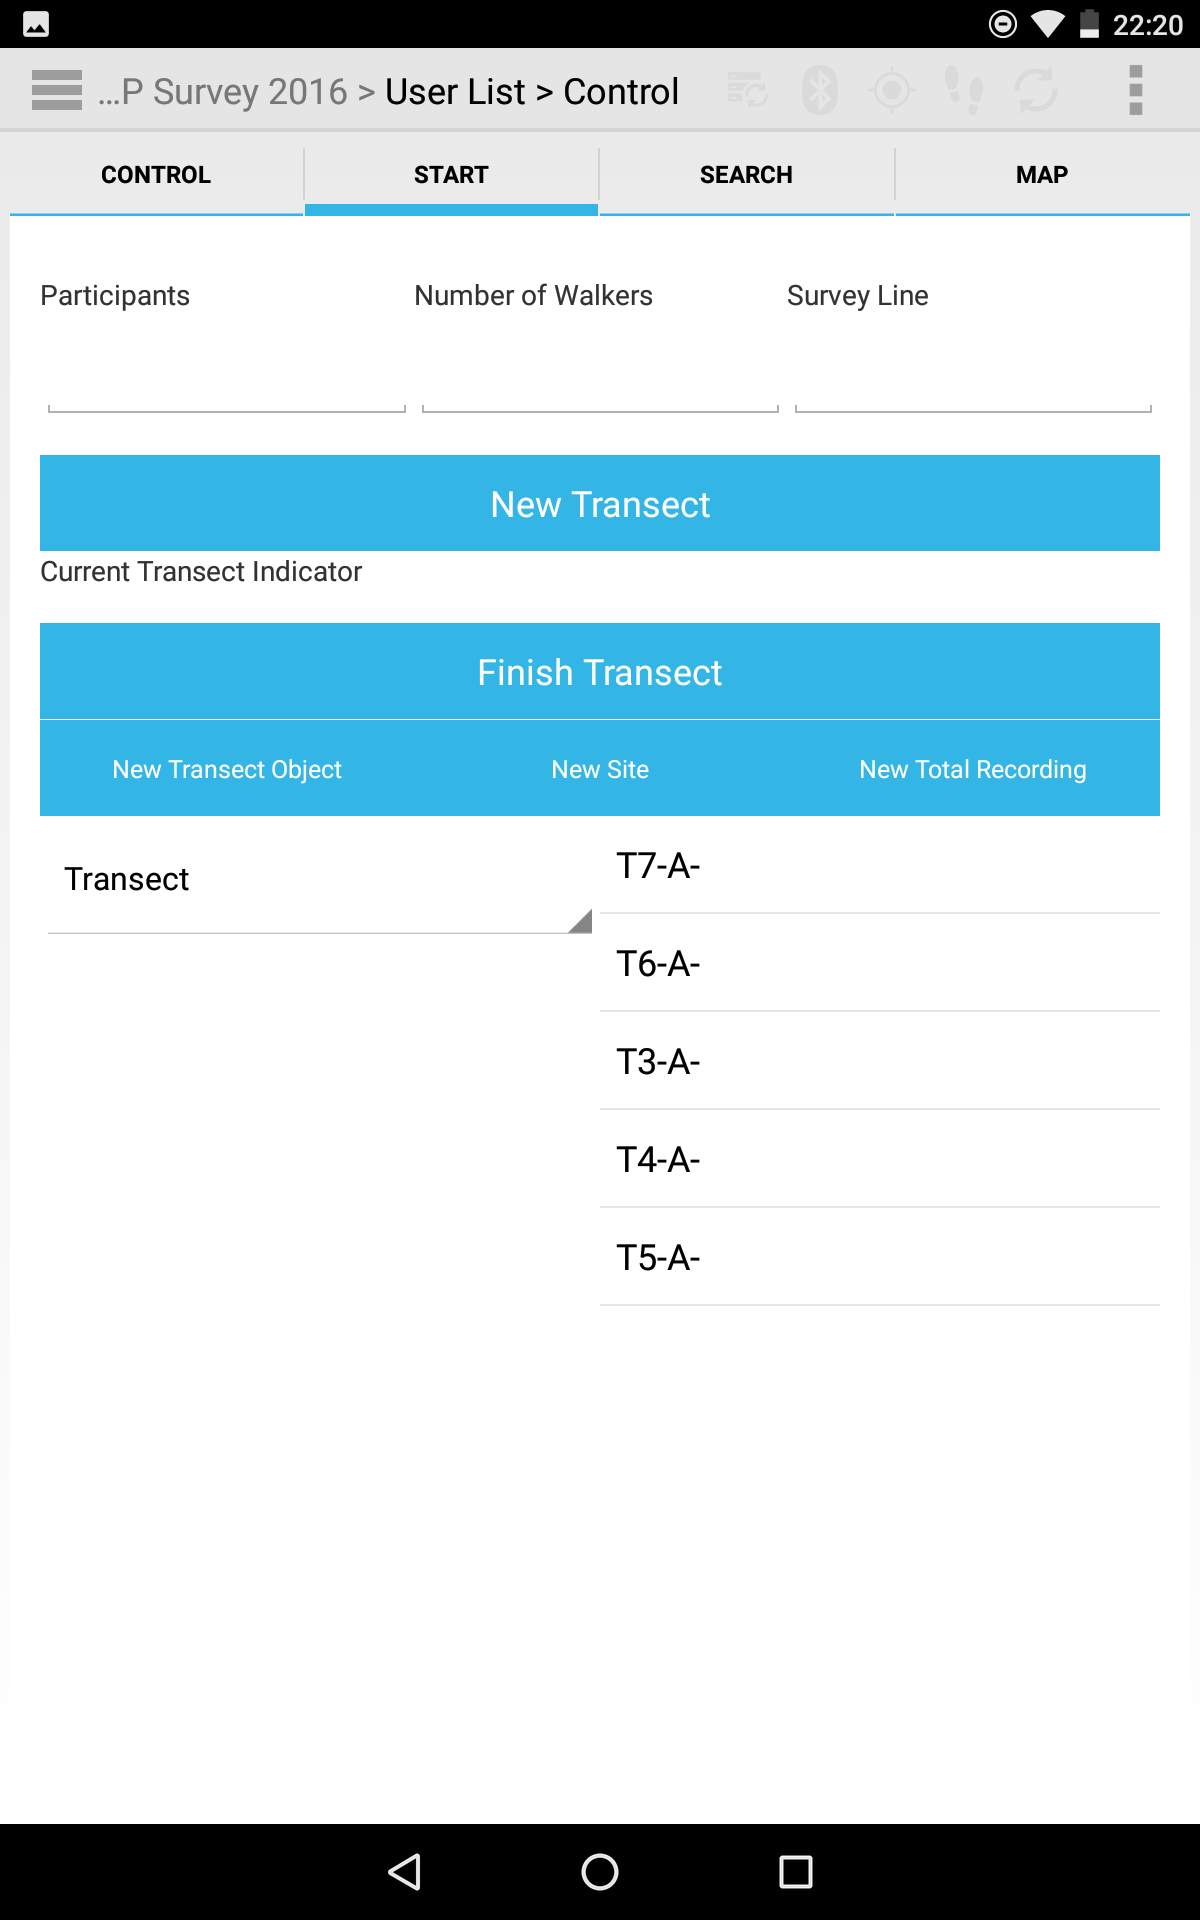 22:20
...P Survey 2016 > User List > Control
CONTROL START SEARCH MAP
Participants Number of Walkers Survey Line
New Transect
Current Transect Indicator
Finish Transect
New Transect Object New Site New Total Recording
Transect
T7-A-
T6-A-
T3-A-
T4-A-
T5-A-